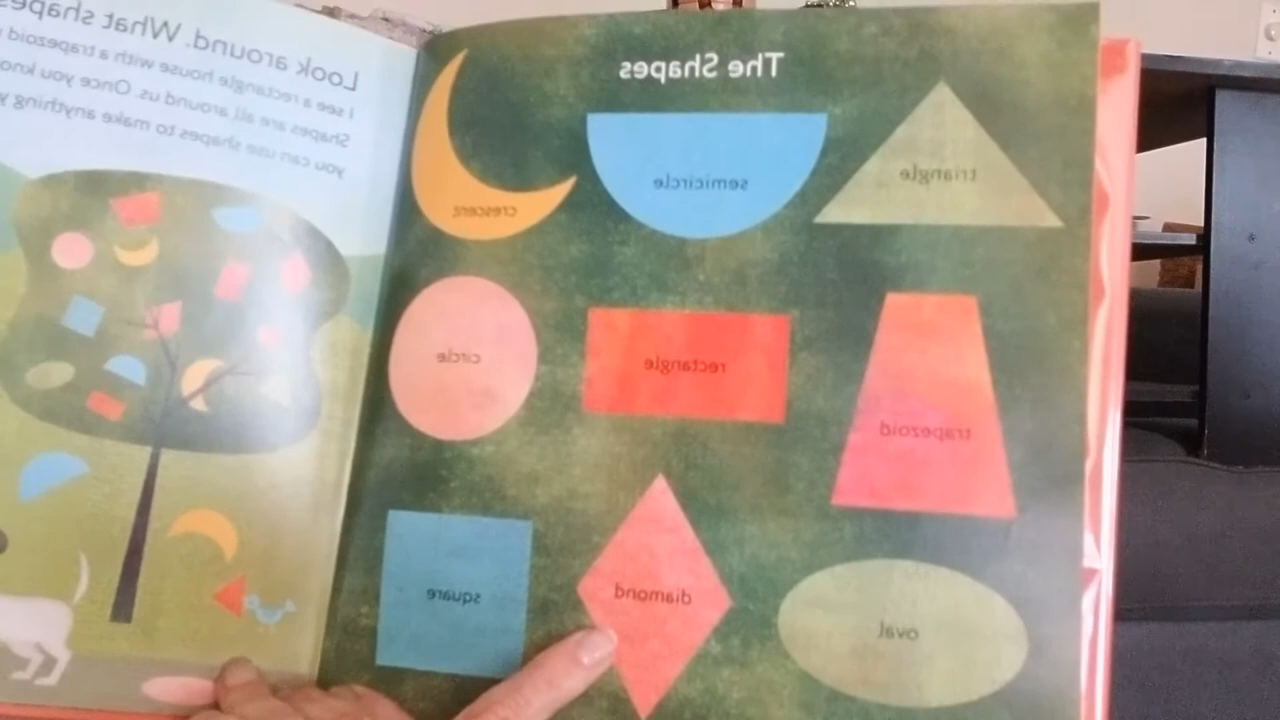 Look around. What shapes
I see a rectangle house with a trapezoid
Shapes are all around us. Once you
you can use shapes to make anything
The Shapes
triangle
semicircle
crescent
trapezoid
rectangle
circle
oval
diamond
square